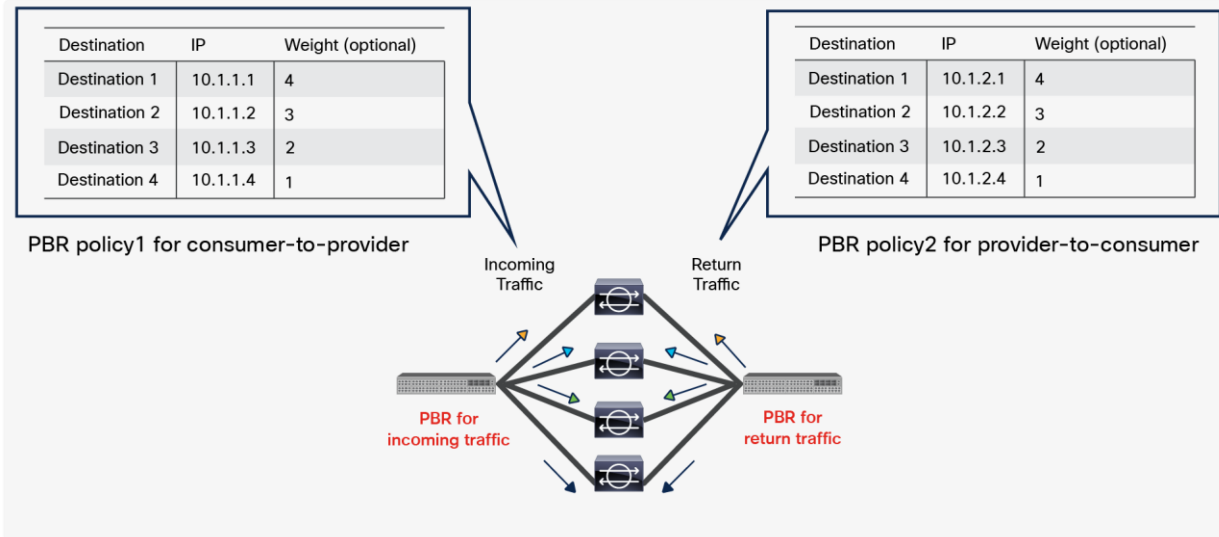 Destination IP Weight (optional)
Destination 1 10.1.1.1 4
Destination 2 10.1.1.2 3
Destination 3 10.1.1.3 2
Destination 4 10.1.1.4 1
PBR policy1 for consumer-to-provider
Destination IP Weight (optional)
Destination 1 10.1.2.1 4
Destination 2 10.1.2.2 3
Destination 3 10.1.2.3 2
Destination 4 10.1.2.4 1
PBR policy2 for provider-to-consumer
Incoming
Traffic
Return
Traffic
PBR for
incoming traffic
PBR for
return traffic